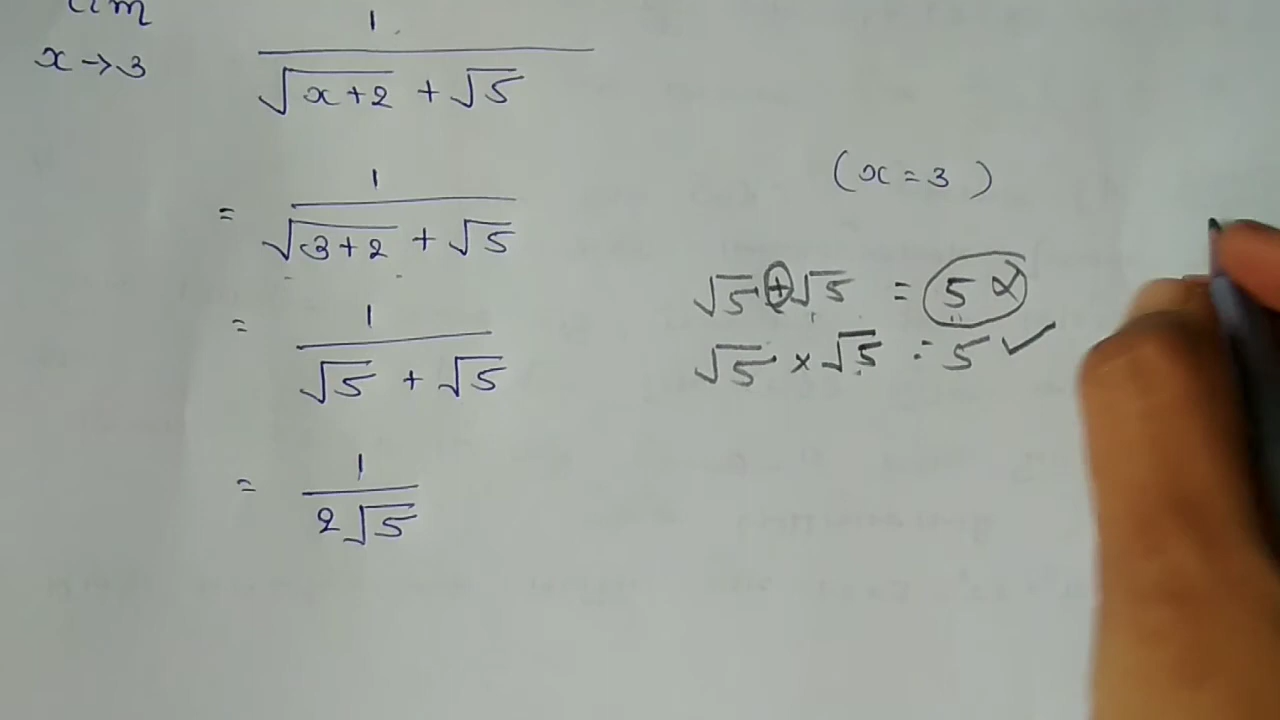 lim
x→3 1/(√(x+2) + √5)
(x = 3)
= 1/(√(3+2) + √5)
√5 + √5 = 5 ×
= 1/(√5 + √5)
√5 × √5 = 5 ✓
= 1/(2√5)